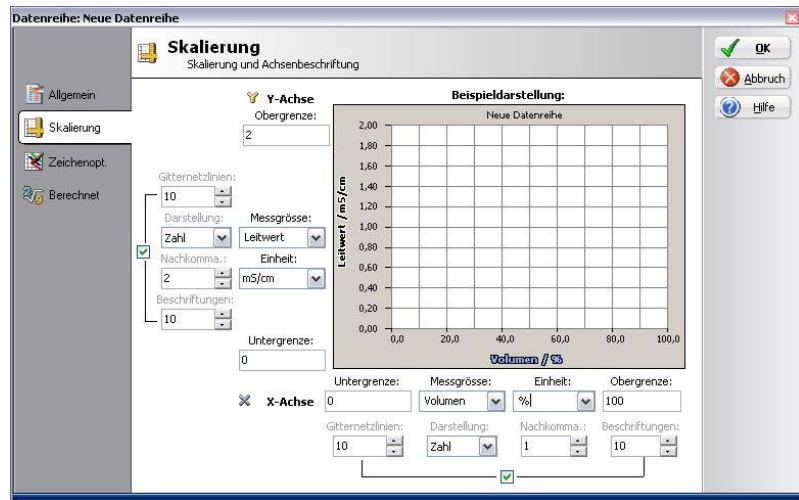 Datenreihe: Neue Datenreihe
Skalierung
Skalierung und Achsenbeschriftung
OK
Abbruch
Hilfe
Allgemein
Skalierung
Zeichenopt.
Berechnet
Y-Achse
Obergrenze:
2
Gitternetzlinien:
10
Darstellung:
Messgrösse:
Zahl
Leitwert
Nachkomma.:
Einheit:
2
mS/cm
Beschriftungen:
10
Untergrenze:
0
Beispieldarstellung:
Neue Datenreihe
Leitwert / mS/cm
2,00
1,80
1,60
1,40
1,20
1,00
0,80
0,60
0,40
0,20
0,00
0,0 20,0 40,0 60,0 80,0 100,0
Volumen / %
X-Achse
Untergrenze: Messgrösse: Einheit: Obergrenze:
0 Volumen % 100
Gitternetzlinien: Darstellung: Nachkomma.: Beschriftungen:
10 Zahl 1 10